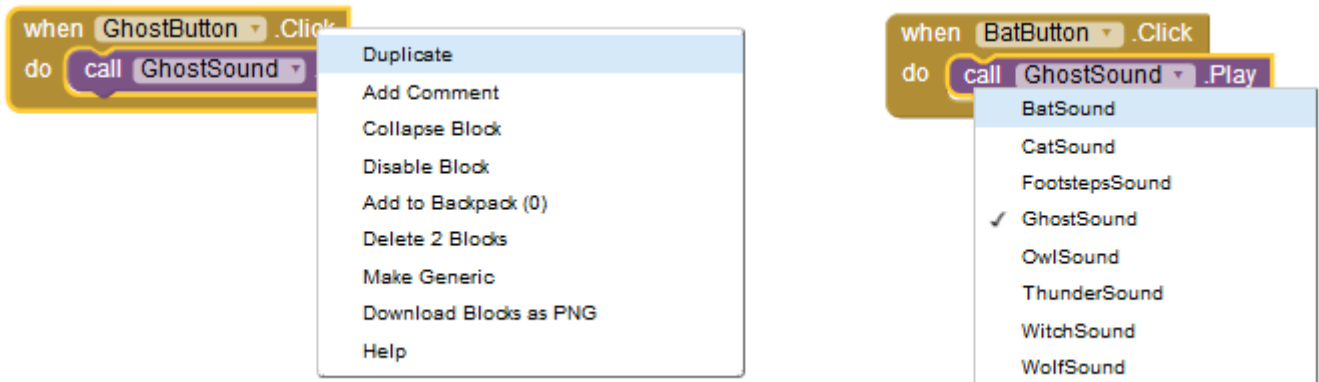 when GhostButton .Click
do call GhostSound .
Duplicate
Add Comment
Collapse Block
Disable Block
Add to Backpack (0)
Delete 2 Blocks
Make Generic
Download Blocks as PNG
Help
when BatButton .Click
do call GhostSound .Play
BatSound
CatSound
FootstepsSound
✓ GhostSound
OwlSound
ThunderSound
WitchSound
WolfSound